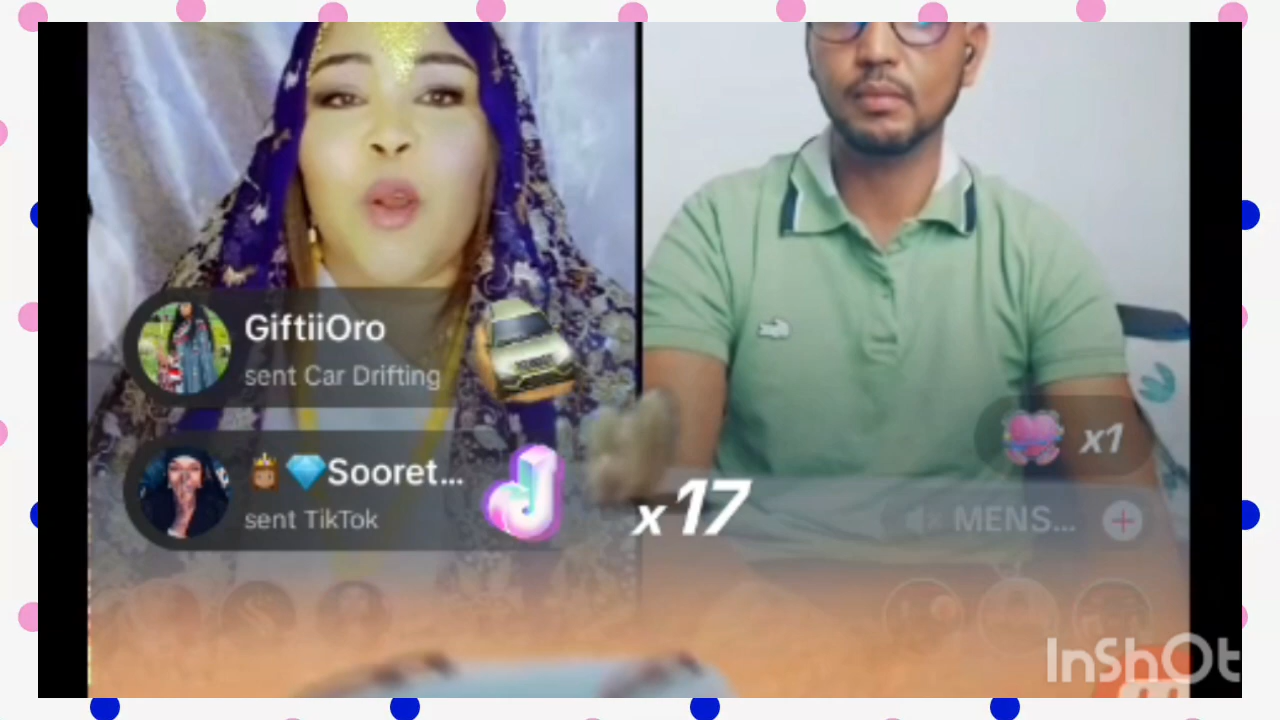 GiftiiOro
sent Car Drifting
Sooret...
sent TikTok
x17
x1
MENS...
InShOt